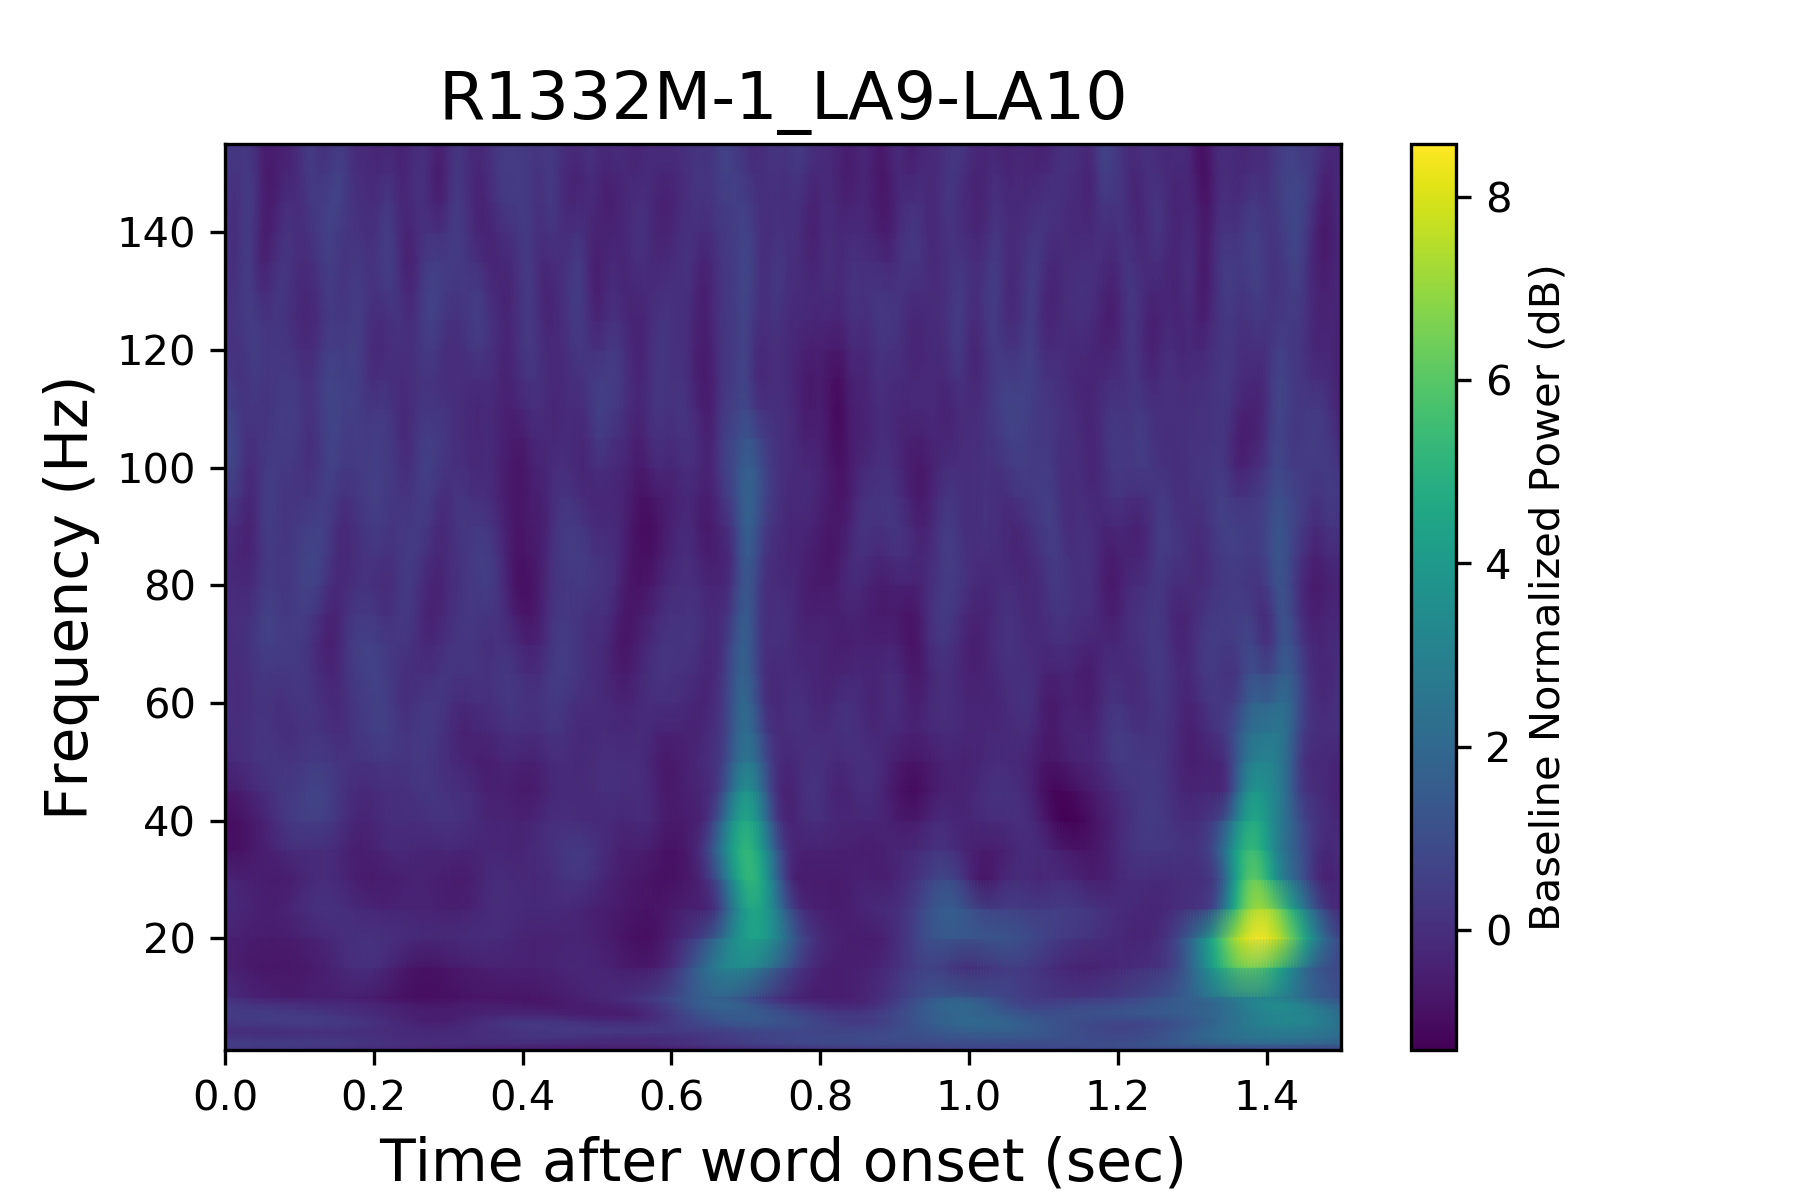 R1332M-1_LA9-LA10
Frequency (Hz)
140
120
100
80
60
40
20
0.0 0.2 0.4 0.6 0.8 1.0 1.2 1.4
Time after word onset (sec)
8
6
4
2
0
Baseline Normalized Power (dB)